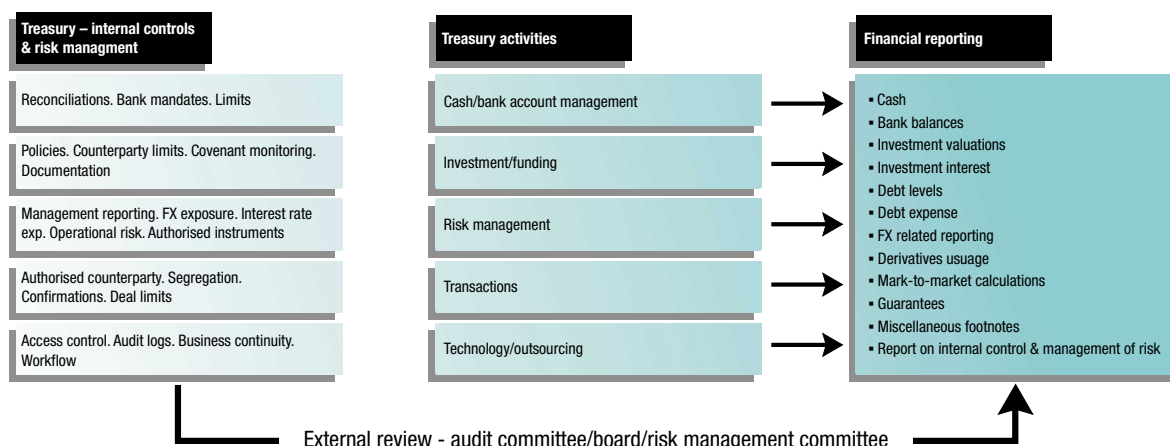 Treasury – internal controls
& risk managment
Reconciliations. Bank mandates. Limits
Policies. Counterparty limits. Covenant monitoring.
Documentation
Management reporting. FX exposure. Interest rate
exp. Operational risk. Authorised instruments
Authorised counterparty. Segregation.
Confirmations. Deal limits
Access control. Audit logs. Business continuity.
Workflow
Treasury activities
Cash/bank account management
Investment/funding
Risk management
Transactions
Technology/outsourcing
Financial reporting
▪ Cash
▪ Bank balances
▪ Investment valuations
▪ Investment interest
▪ Debt levels
▪ Debt expense
▪ FX related reporting
▪ Derivatives usuage
▪ Mark-to-market calculations
▪ Guarantees
▪ Miscellaneous footnotes
▪ Report on internal control & management of risk
External review - audit committee/board/risk management committee